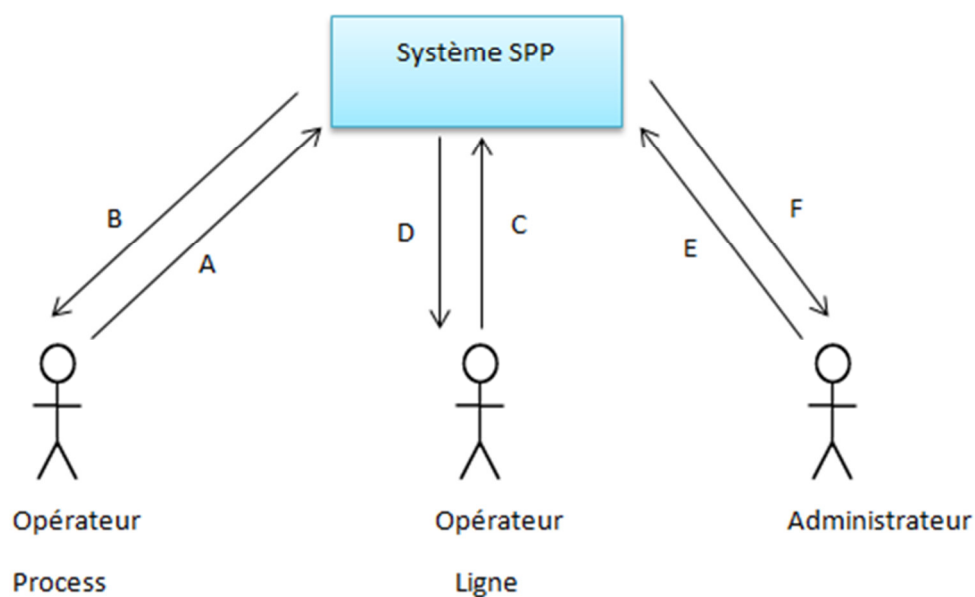 Système SPP
B
A
D
C
E
F
Opérateur
Process
Opérateur
Ligne
Administrateur